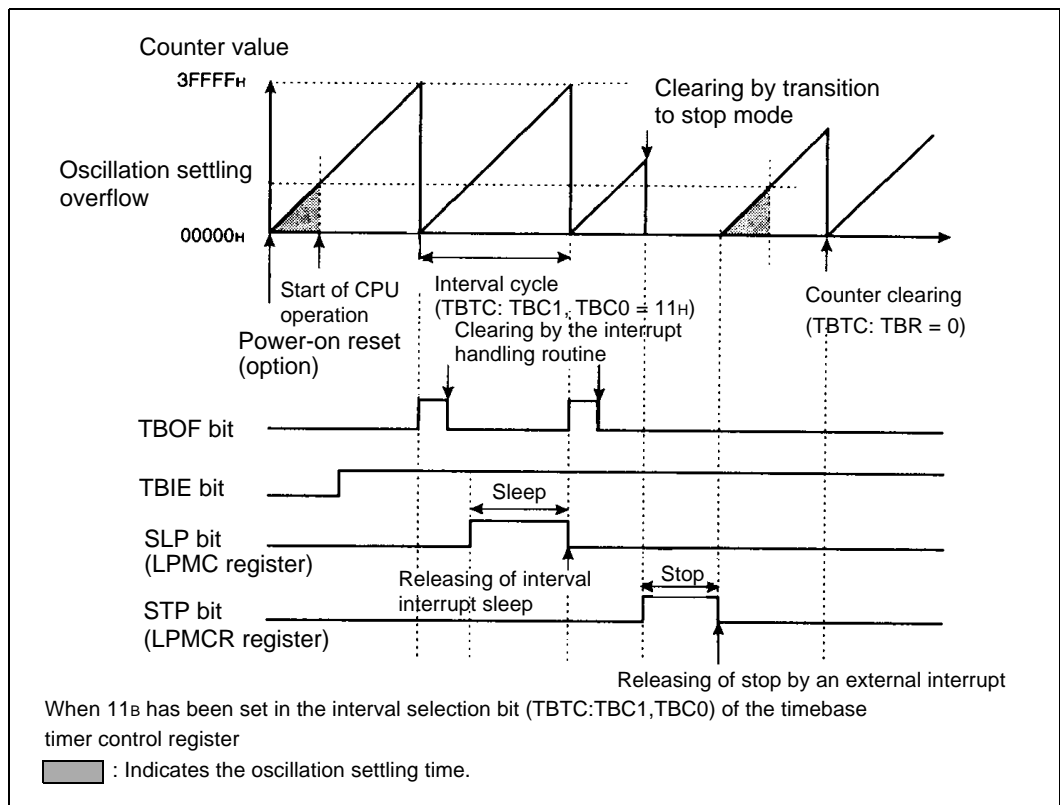 Counter value
3FFFFH
Clearing by transition
to stop mode
Oscillation settling
overflow
00000H
Start of CPU
operation
Power-on reset
(option)
Interval cycle
(TBTC: TBC1, TBC0 = 11H)
Clearing by the interrupt
handling routine
Counter clearing
(TBTC: TBR = 0)
TBOF bit
TBIE bit
Sleep
SLP bit
(LPMC register)
Releasing of interval
interrupt sleep
Stop
STP bit
(LPMCR register)
Releasing of stop by an external interrupt
When 11B has been set in the interval selection bit (TBTC:TBC1,TBC0) of the timebase
timer control register
: Indicates the oscillation settling time.